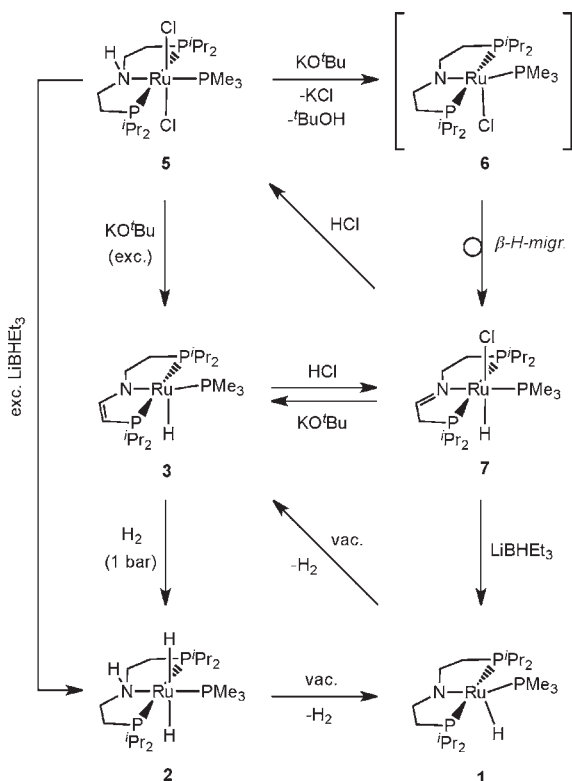 Cl
H
PⁱPr₂
N
Ru
PMe₃
P
ⁱPr₂
Cl
5
KOᵗBu
-KCl
-ᵗBuOH
PⁱPr₂
N
Ru
PMe₃
P
ⁱPr₂
Cl
6
KOᵗBu
(exc.)
HCl
β-H-migr.
exc. LiBHEt₃
PⁱPr₂
N
Ru
PMe₃
P
ⁱPr₂
H
3
HCl
KOᵗBu
Cl
PⁱPr₂
N
Ru
PMe₃
P
ⁱPr₂
H
7
H₂
(1 bar)
vac.
-H₂
LiBHEt₃
H
H
PⁱPr₂
N
Ru
PMe₃
P
ⁱPr₂
H
2
vac.
-H₂
PⁱPr₂
N
Ru
PMe₃
P
ⁱPr₂
H
1